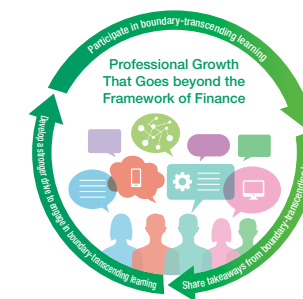 Participate in boundary-transcending learning
Professional Growth
That Goes beyond the
Framework of Finance
Share takeaways from boundary-transcending
Develop a stronger drive to engage in boundary-transcending learning